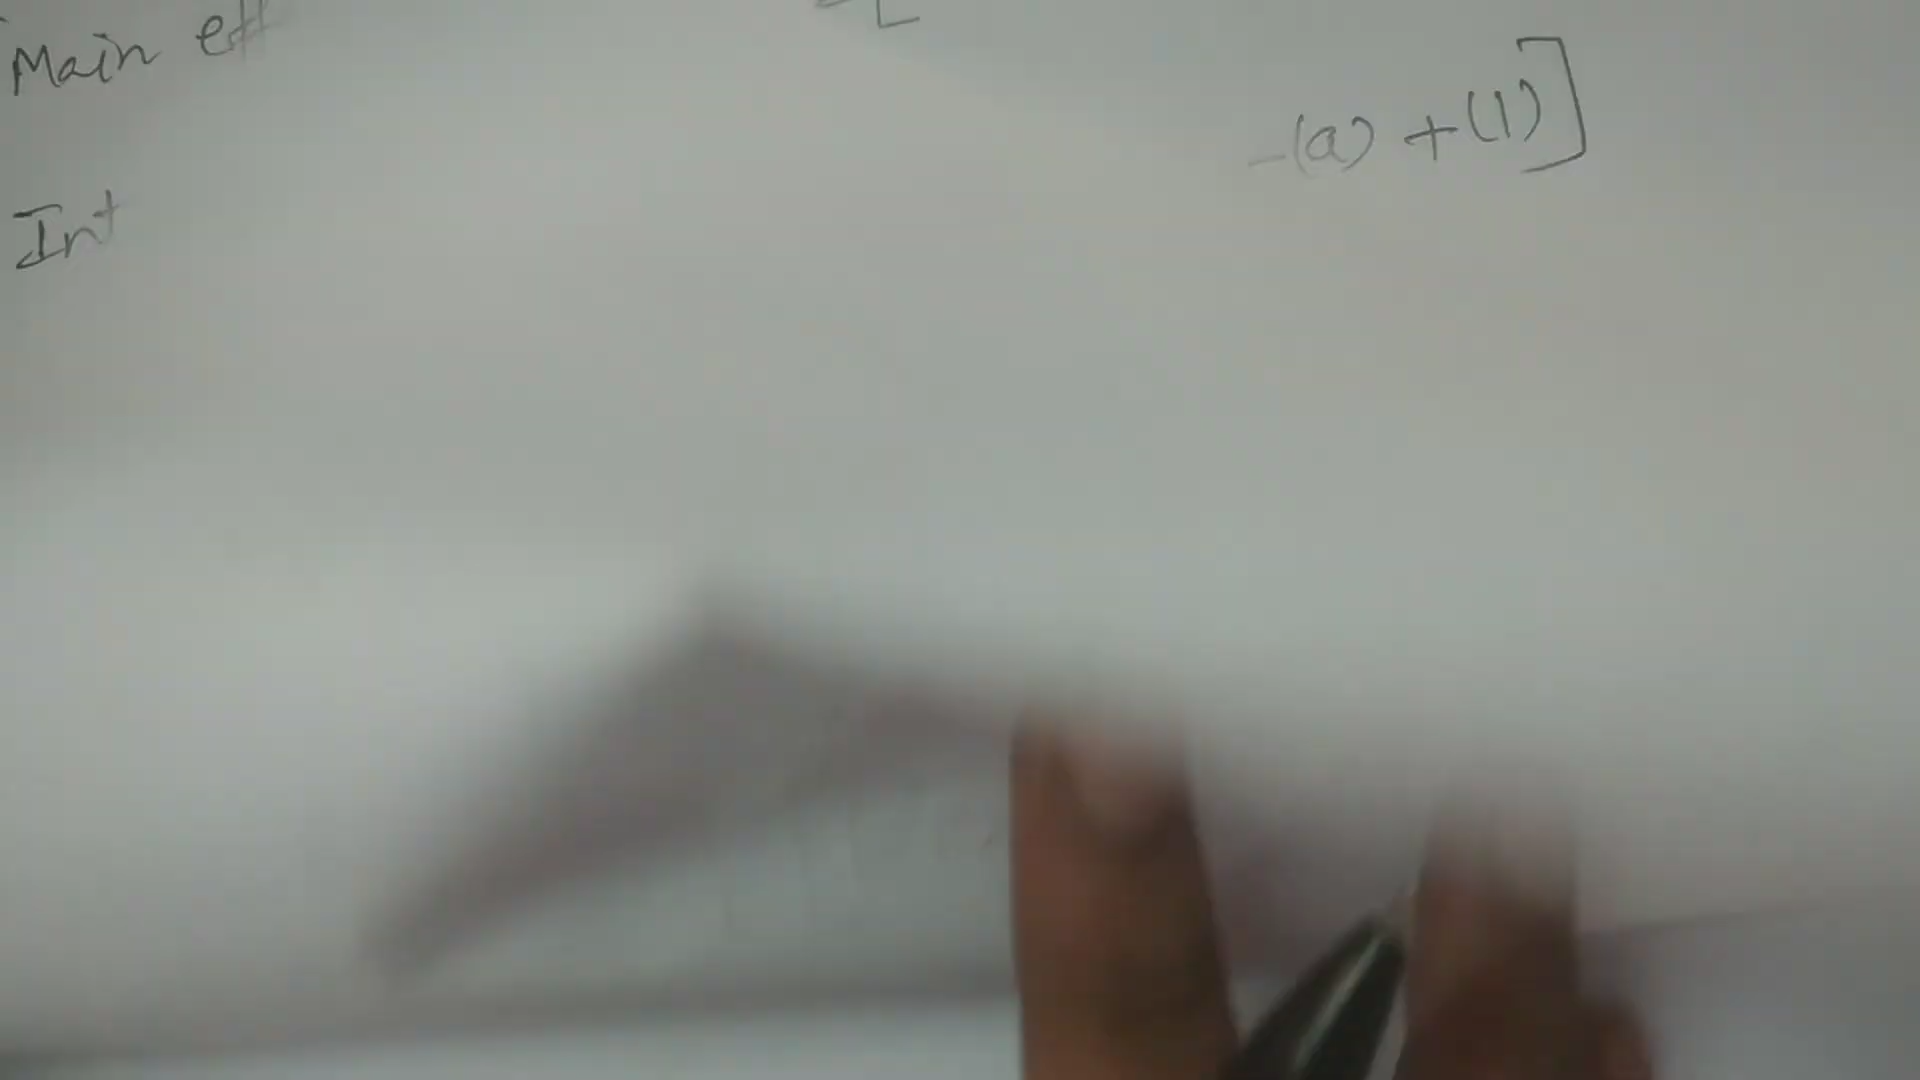 Main eff
-(a) + (1)]
Int